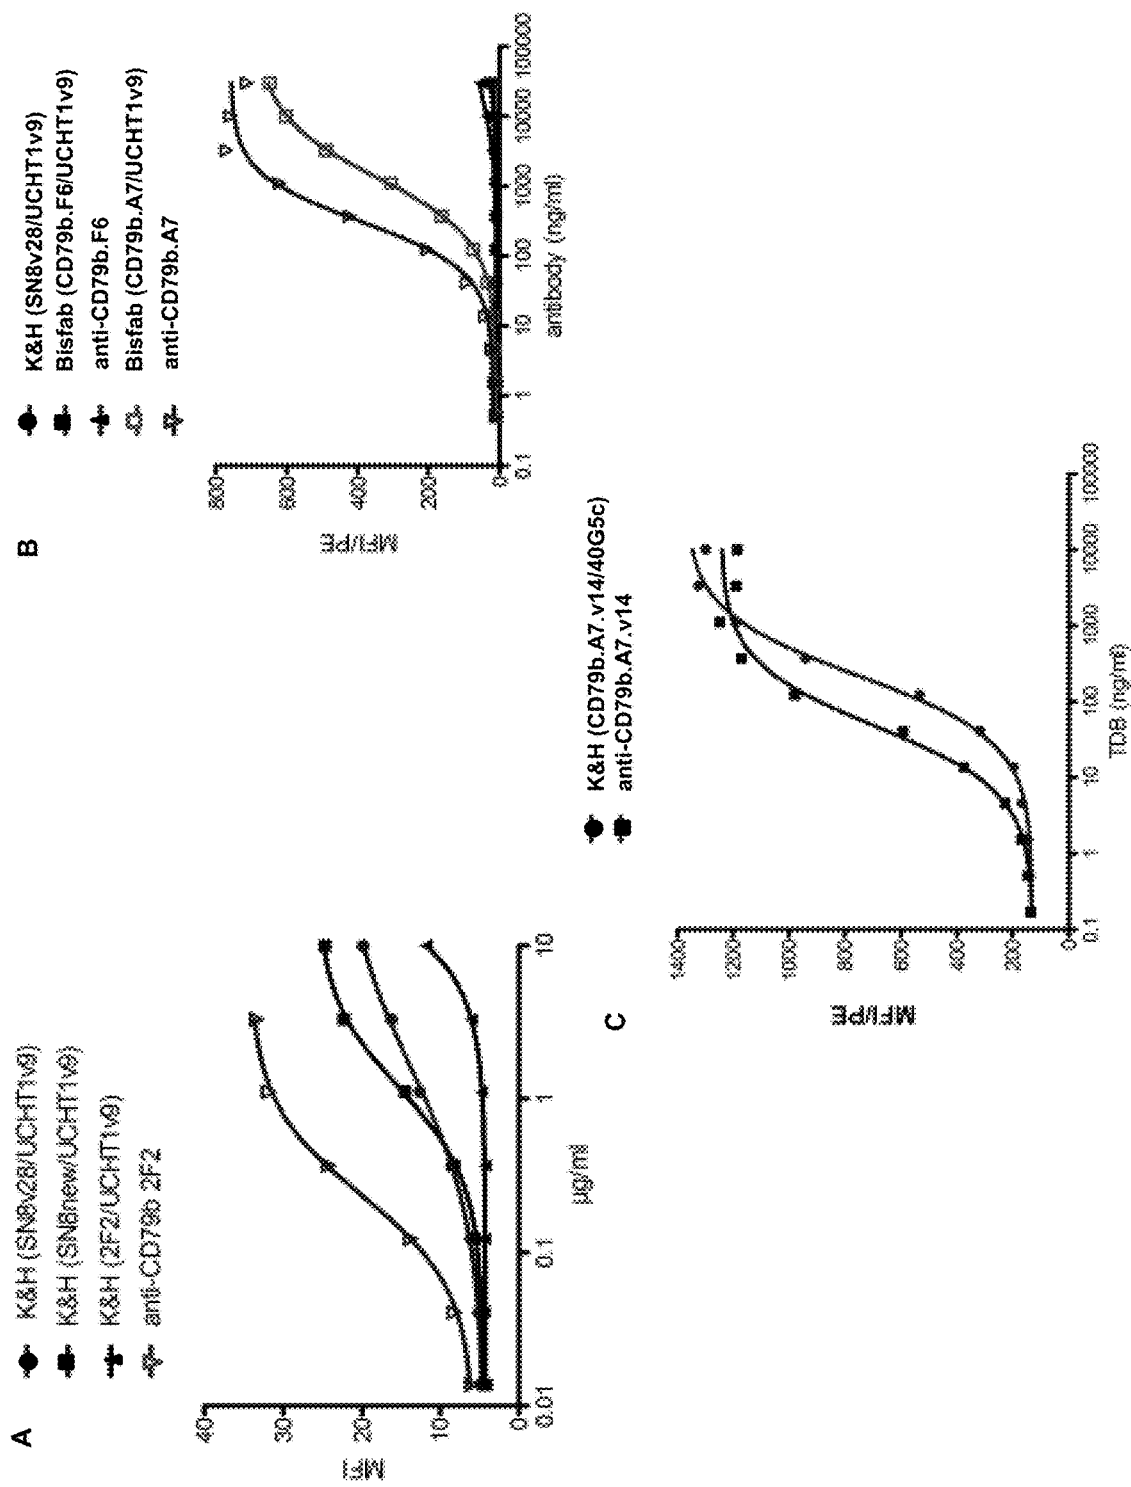 A
K&H (SN8v28/UCHT1v9)
K&H (SN8new/UCHT1v9)
K&H (2F2/UCHT1v9)
anti-CD79b 2F2
MFI
40
30
20
10
0
0.01
0.1
1
10
µg/ml
B
K&H (SN8v28/UCHT1v9)
Bisfab (CD79b.F6/UCHT1v9)
anti-CD79b.F6
Bisfab (CD79b.A7/UCHT1v9)
anti-CD79b.A7
MFI/PE
800
600
400
200
0
0.1
1
10
100
1000
10000
100000
antibody (ng/ml)
C
K&H (CD79b.A7.v14/40G5c)
anti-CD79b.A7.v14
MFI/PE
1400
1200
1000
800
600
400
200
0
0.1
1
10
100
1000
10000
100000
TDB (ng/ml)